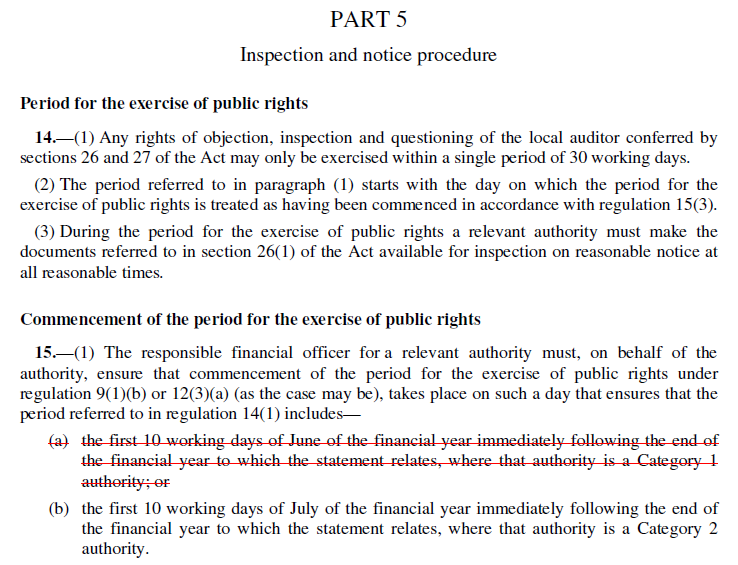 PART 5
Inspection and notice procedure
Period for the exercise of public rights
14.—(1) Any rights of objection, inspection and questioning of the local auditor conferred by
sections 26 and 27 of the Act may only be exercised within a single period of 30 working days.
(2) The period referred to in paragraph (1) starts with the day on which the period for the
exercise of public rights is treated as having been commenced in accordance with regulation 15(3).
(3) During the period for the exercise of public rights a relevant authority must make the
documents referred to in section 26(1) of the Act available for inspection on reasonable notice at
all reasonable times.
Commencement of the period for the exercise of public rights
15.—(1) The responsible financial officer for a relevant authority must, on behalf of the
authority, ensure that commencement of the period for the exercise of public rights under
regulation 9(1)(b) or 12(3)(a) (as the case may be), takes place on such a day that ensures that the
period referred to in regulation 14(1) includes—
(a) the first 10 working days of June of the financial year immediately following the end of
the financial year to which the statement relates, where that authority is a Category 1
authority; or
(b) the first 10 working days of July of the financial year immediately following the end of
the financial year to which the statement relates, where that authority is a Category 2
authority.